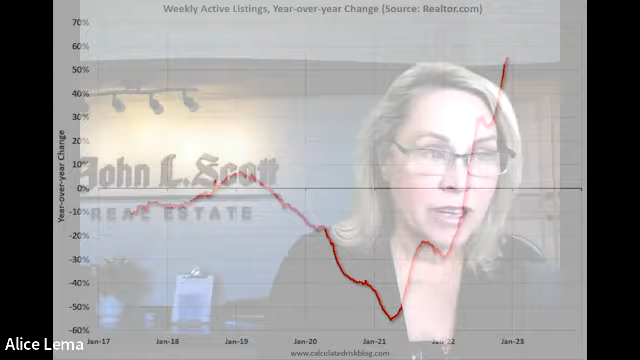 Weekly Active Listings, Year-over-year Change (Source: Realtor.com)
70%
60%
50%
40%
30%
20%
10%
0%
-10%
-20%
-30%
-40%
-50%
-60%
Year-over-year Change
John L. Scott
REAL ESTATE
Jan-17 Jan-18 Jan-19 Jan-20 Jan-21 Jan-22 Jan-23
www.calculatedriskblog.com
Alice Lema